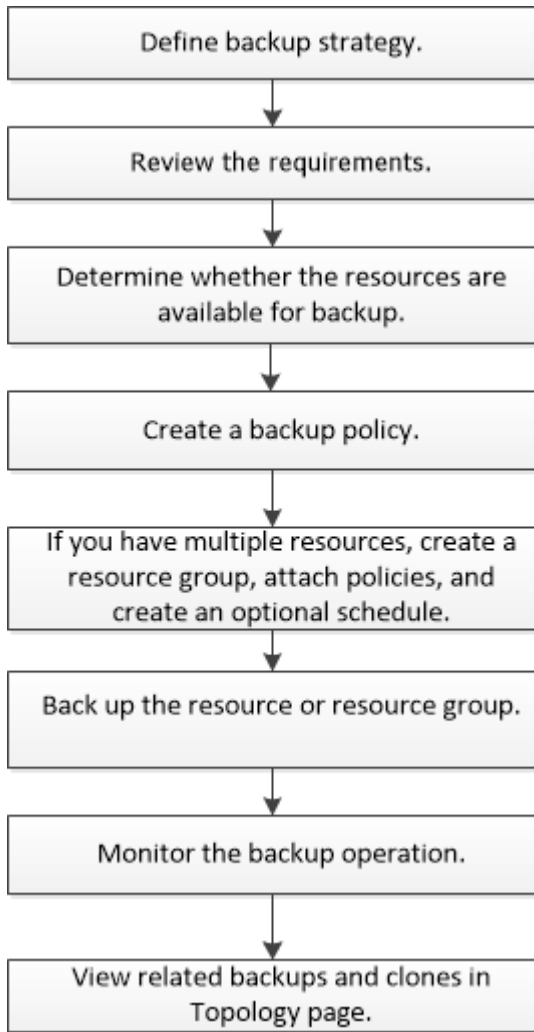 Define backup strategy.
Review the requirements.
Determine whether the resources are
available for backup.
Create a backup policy.
If you have multiple resources, create a
resource group, attach policies, and
create an optional schedule.
Back up the resource or resource group.
Monitor the backup operation.
View related backups and clones in
Topology page.